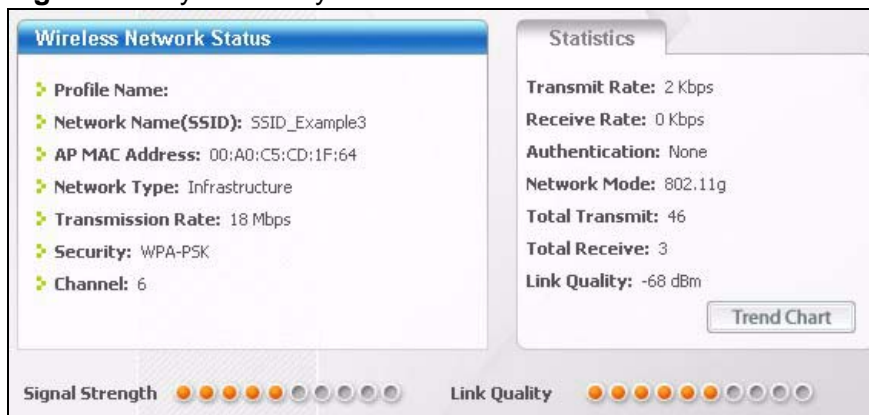 Wireless Network Status
Profile Name:
Network Name(SSID): SSID_Example3
AP MAC Address: 00:A0:C5:CD:1F:64
Network Type: Infrastructure
Transmission Rate: 18 Mbps
Security: WPA-PSK
Channel: 6
Statistics
Transmit Rate: 2 Kbps
Receive Rate: 0 Kbps
Authentication: None
Network Mode: 802.11g
Total Transmit: 46
Total Receive: 3
Link Quality: -68 dBm
Trend Chart
Signal Strength
Link Quality